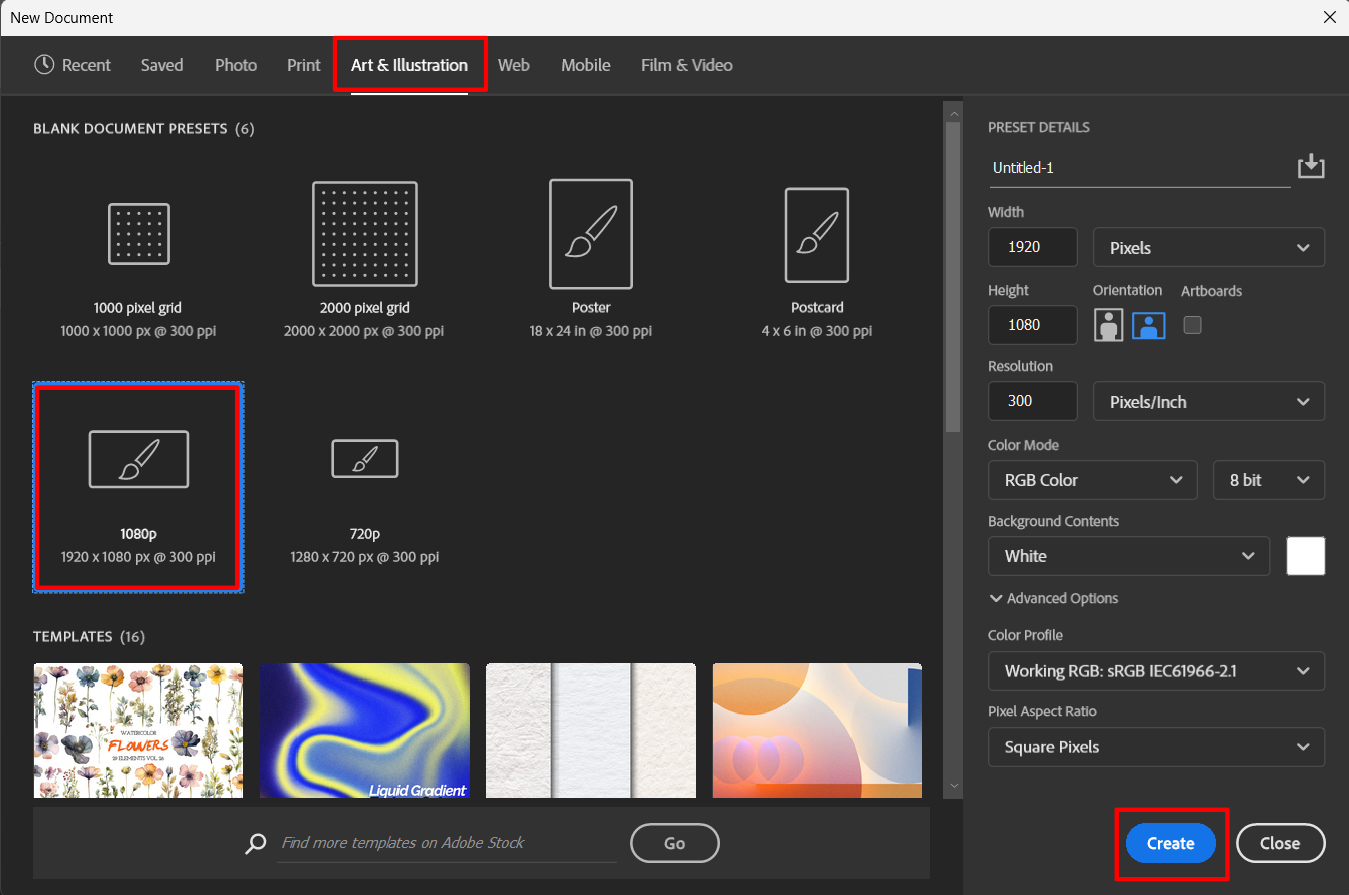 New Document
Recent Saved Photo Print Art & Illustration Web Mobile Film & Video
BLANK DOCUMENT PRESETS (6)
1000 pixel grid
1000 x 1000 px @ 300 ppi
2000 pixel grid
2000 x 2000 px @ 300 ppi
Poster
18 x 24 in @ 300 ppi
Postcard
4 x 6 in @ 300 ppi
1080p
1920 x 1080 px @ 300 ppi
720p
1280 x 720 px @ 300 ppi
TEMPLATES (16)
WATERCOLOR
FLOWERS
29 ELEMENTS VOL. 26
Liquid Gradient
Find more templates on Adobe Stock
Go
PRESET DETAILS
Untitled-1
Width
1920 Pixels
Height Orientation Artboards
1080
Resolution
300 Pixels/Inch
Color Mode
RGB Color 8 bit
Background Contents
White
Advanced Options
Color Profile
Working RGB: sRGB IEC61966-2.1
Pixel Aspect Ratio
Square Pixels
Create Close